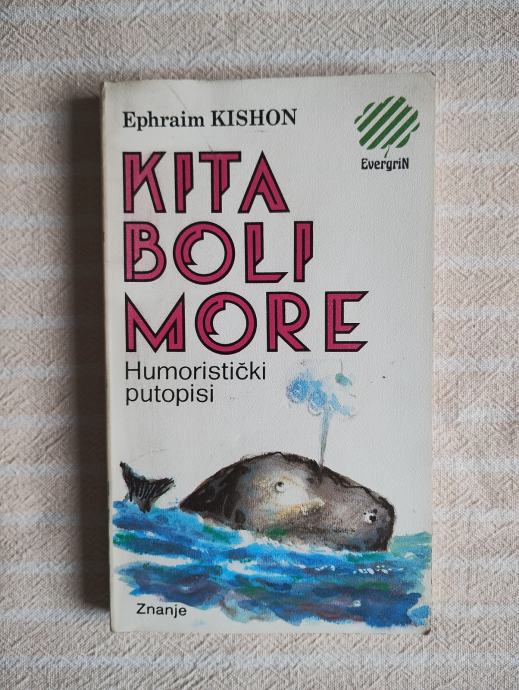 Ephraim KISHON
EvergriN
KITA
BOLI
MORE
Humoristički
putopisi
Znanje